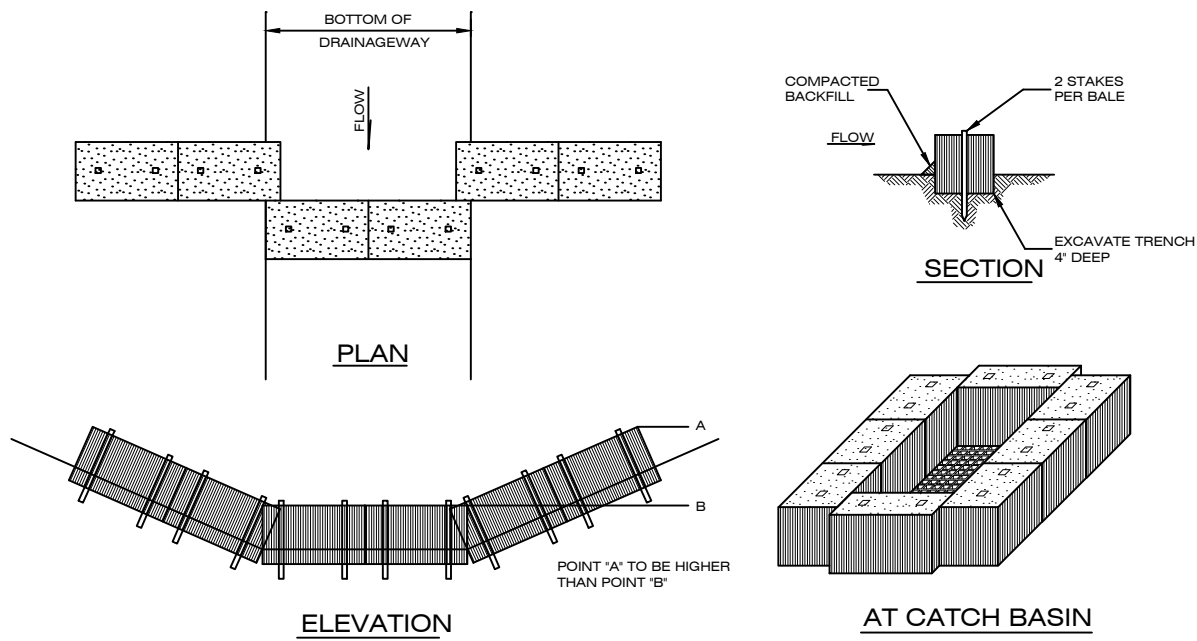 BOTTOM OF
DRAINAGEWAY
FLOW
PLAN
COMPACTED
BACKFILL
2 STAKES
PER BALE
FLOW
EXCAVATE TRENCH
4" DEEP
SECTION
A
B
POINT "A" TO BE HIGHER
THAN POINT "B"
ELEVATION
AT CATCH BASIN